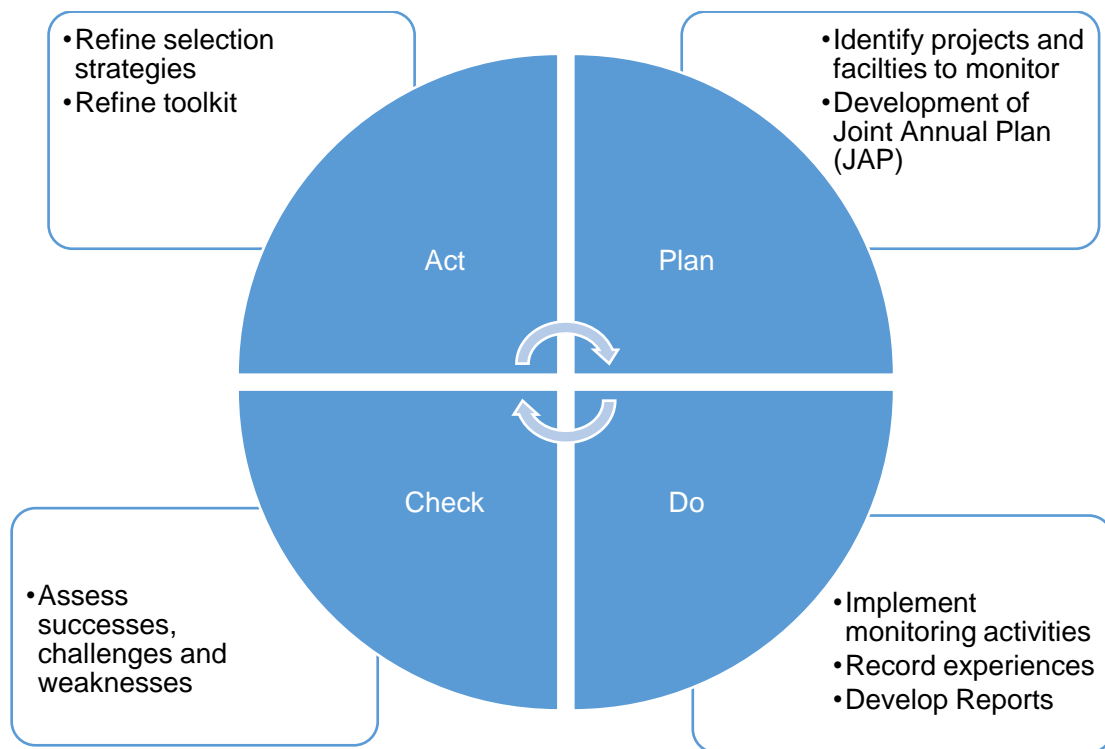 •Refine selection
strategies
•Refine toolkit
•Identify projects and
facilties to monitor
•Development of
Joint Annual Plan
(JAP)
Act
Plan
Check
Do
•Assess
successes,
challenges and
weaknesses
•Implement
monitoring activities
•Record experiences
•Develop Reports